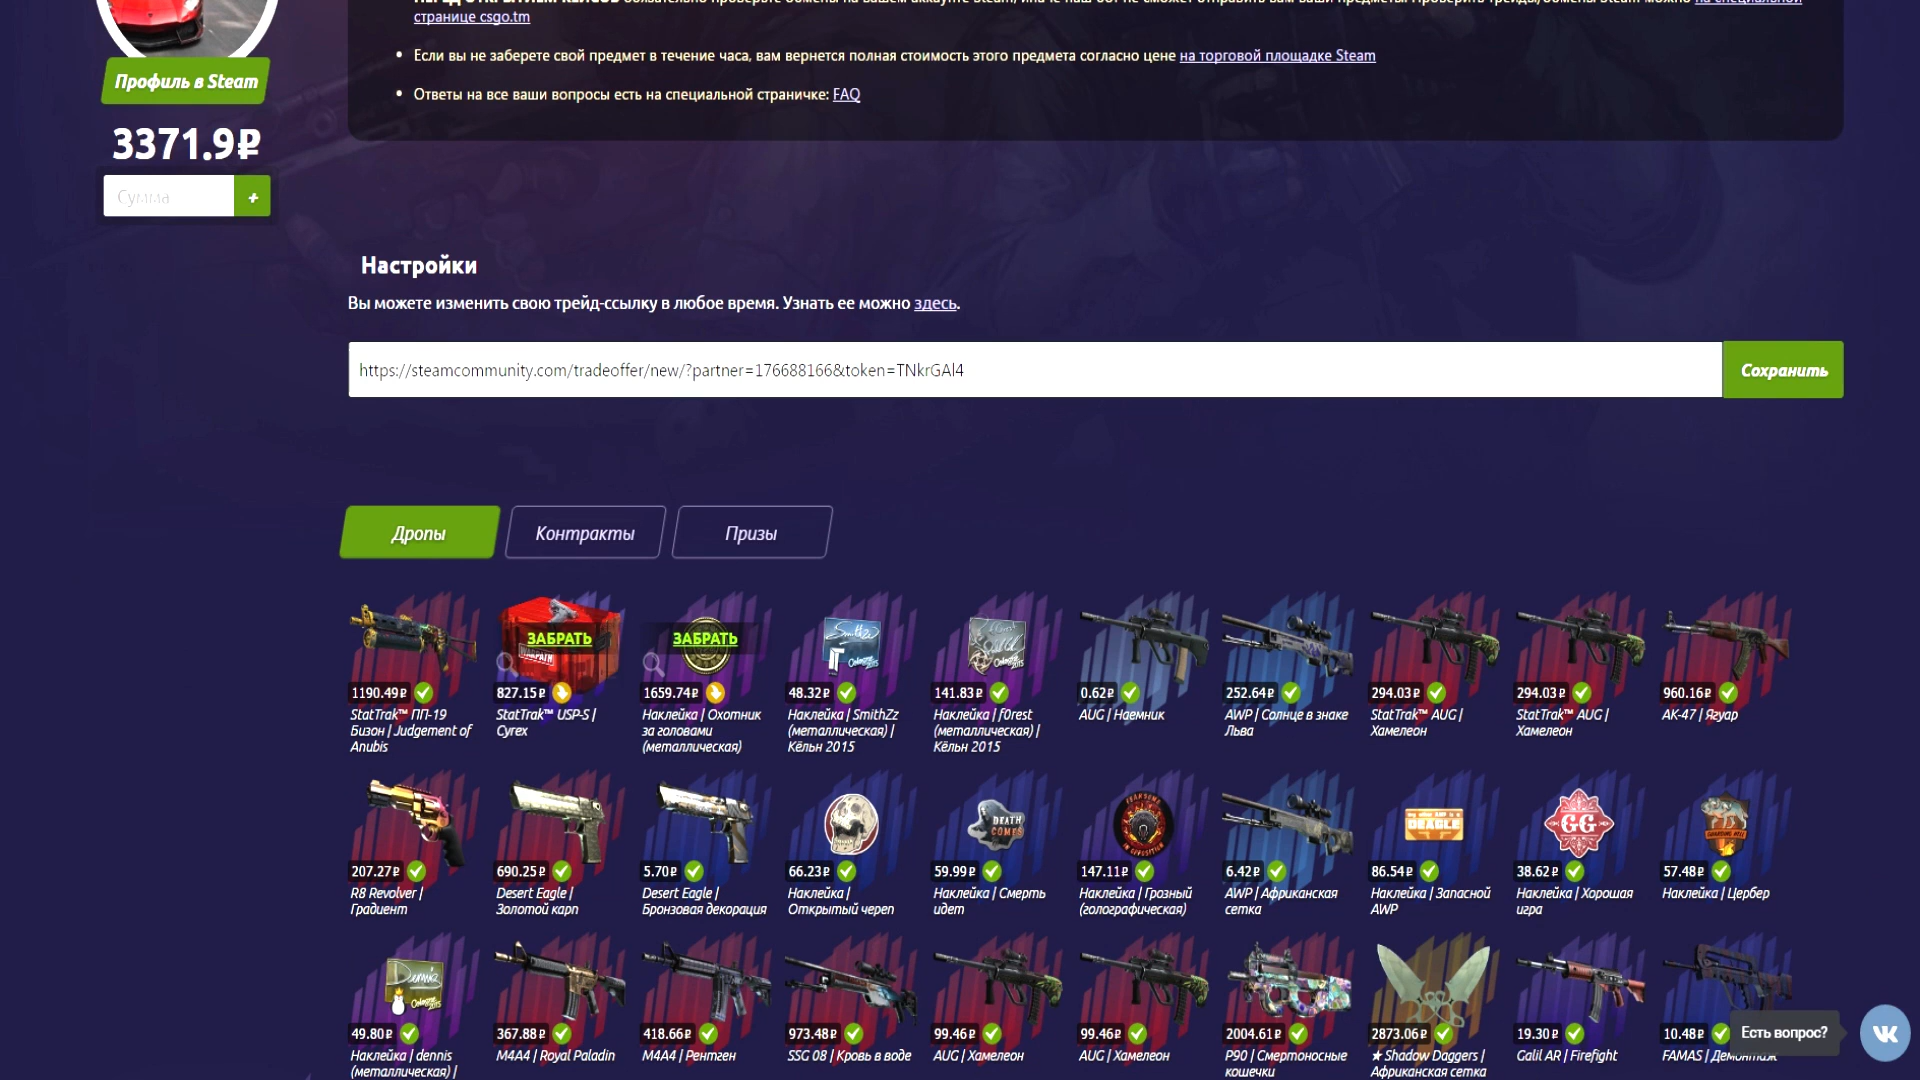 странице csgo.tm
Если вы не заберете свой предмет в течение часа, вам вернется полная стоимость этого предмета согласно цене на торговой площадке Steam
Ответы на все ваши вопросы есть на специальной страничке: FAQ
Профиль в Steam
3371.9₽
Сумма
+
Настройки
Вы можете изменить свою трейд-ссылку в любое время. Узнать ее можно здесь.
https://steamcommunity.com/tradeoffer/new/?partner=176688166&token=TNkrGAl4
Сохранить
Дропы
Контракты
Призы
1190.49₽
StatTrak™ ПП-19
Бизон | Judgement of
Anubis
ЗАБРАТЬ
827.15₽
StatTrak™ USP-S |
Cyrex
ЗАБРАТЬ
1659.74₽
Наклейка | Охотник
за головами
(металлическая)
48.32₽
Наклейка | SmithZz
(металлическая) |
Кёльн 2015
141.83₽
Наклейка | f0rest
(металлическая) |
Кёльн 2015
0.62₽
AUG | Наемник
252.64₽
AWP | Солнце в знаке
Льва
294.03₽
StatTrak™ AUG |
Хамелеон
294.03₽
StatTrak™ AUG |
Хамелеон
960.16₽
AK-47 | Ягуар
207.27₽
R8 Revolver |
Градиент
690.25₽
Desert Eagle |
Золотой карп
5.70₽
Desert Eagle |
Бронзовая декорация
66.23₽
Наклейка |
Открытый череп
DEATH
COMES
59.99₽
Наклейка | Смерть
идет
147.11₽
Наклейка | Грозный
(голографическая)
6.42₽
AWP | Африканская
сетка
DEAGLE
86.54₽
Наклейка | Запасной
AWP
GG
38.62₽
Наклейка | Хорошая
игра
57.48₽
Наклейка | Цербер
49.80₽
Наклейка | dennis
(металлическая) |
367.88₽
M4A4 | Royal Paladin
418.66₽
M4A4 | Рентген
973.48₽
SSG 08 | Кровь в воде
99.46₽
AUG | Хамелеон
99.46₽
AUG | Хамелеон
2004.61₽
P90 | Смертоносные
кошечки
2873.06₽
★ Shadow Daggers |
Африканская сетка
19.30₽
Galil AR | Firefight
10.48₽
FAMAS | Демонтаж
Есть вопрос?